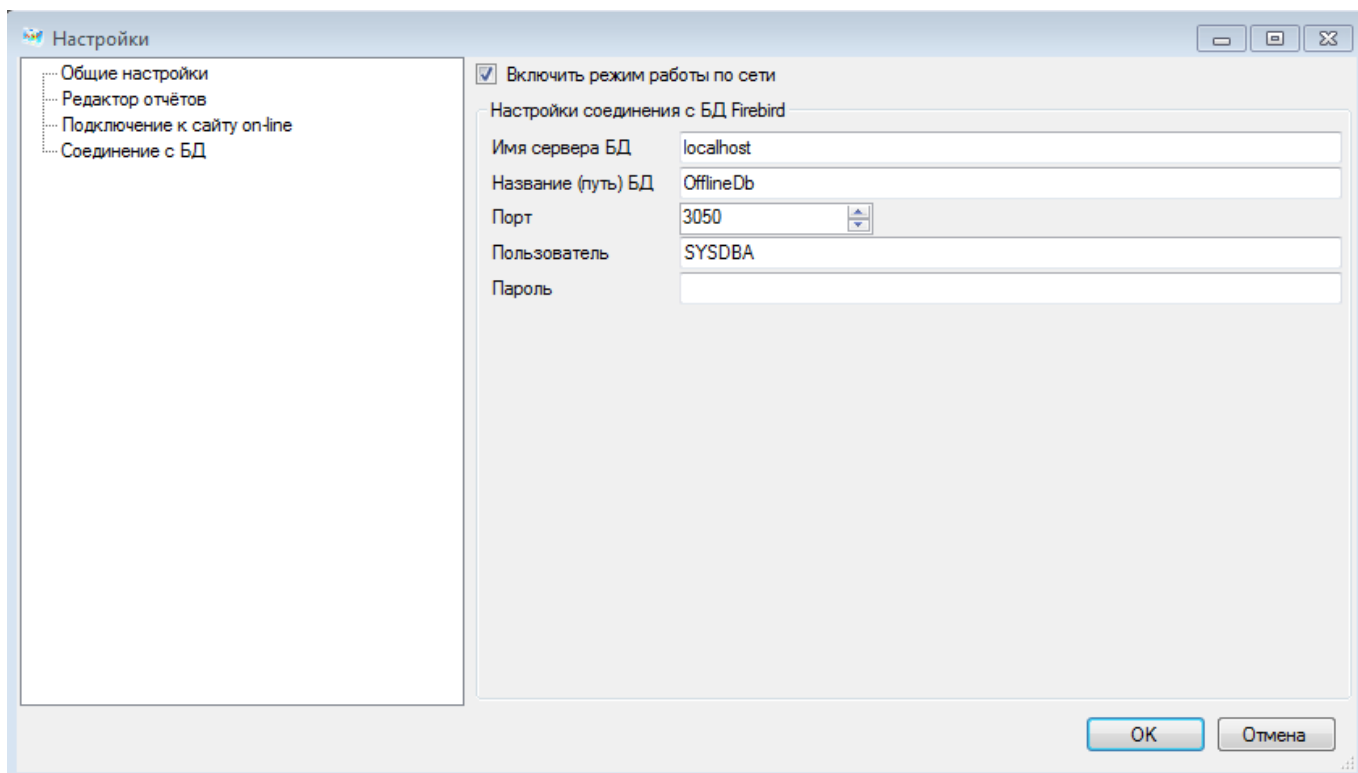 Настройки
Общие настройки
Редактор отчётов
Подключение к сайту on-line
Соединение с БД
Включить режим работы по сети
Настройки соединения с БД Firebird
Имя сервера БД localhost
Название (путь) БД OfflineDb
Порт 3050
Пользователь SYSDBA
Пароль
OK Отмена